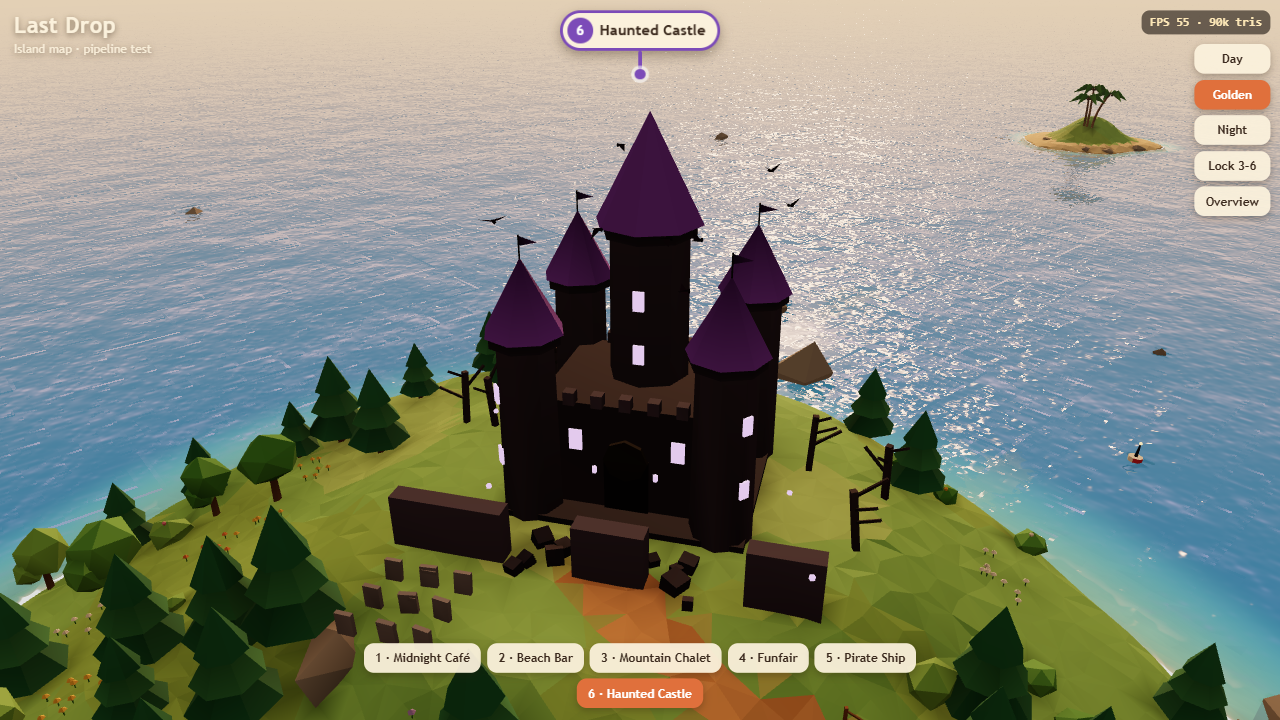 Last Drop
Island map · pipeline test
6 Haunted Castle
FPS 55 · 90k tris
Day
Golden
Night
Lock 3-6
Overview
1 · Midnight Café
2 · Beach Bar
3 · Mountain Chalet
4 · Funfair
5 · Pirate Ship
6 · Haunted Castle